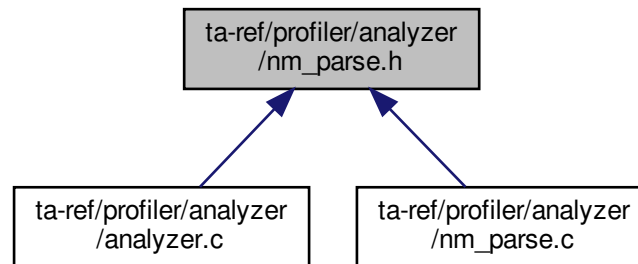 ta-ref/profiler/analyzer
/nm_parse.h
ta-ref/profiler/analyzer
/analyzer.c
ta-ref/profiler/analyzer
/nm_parse.c